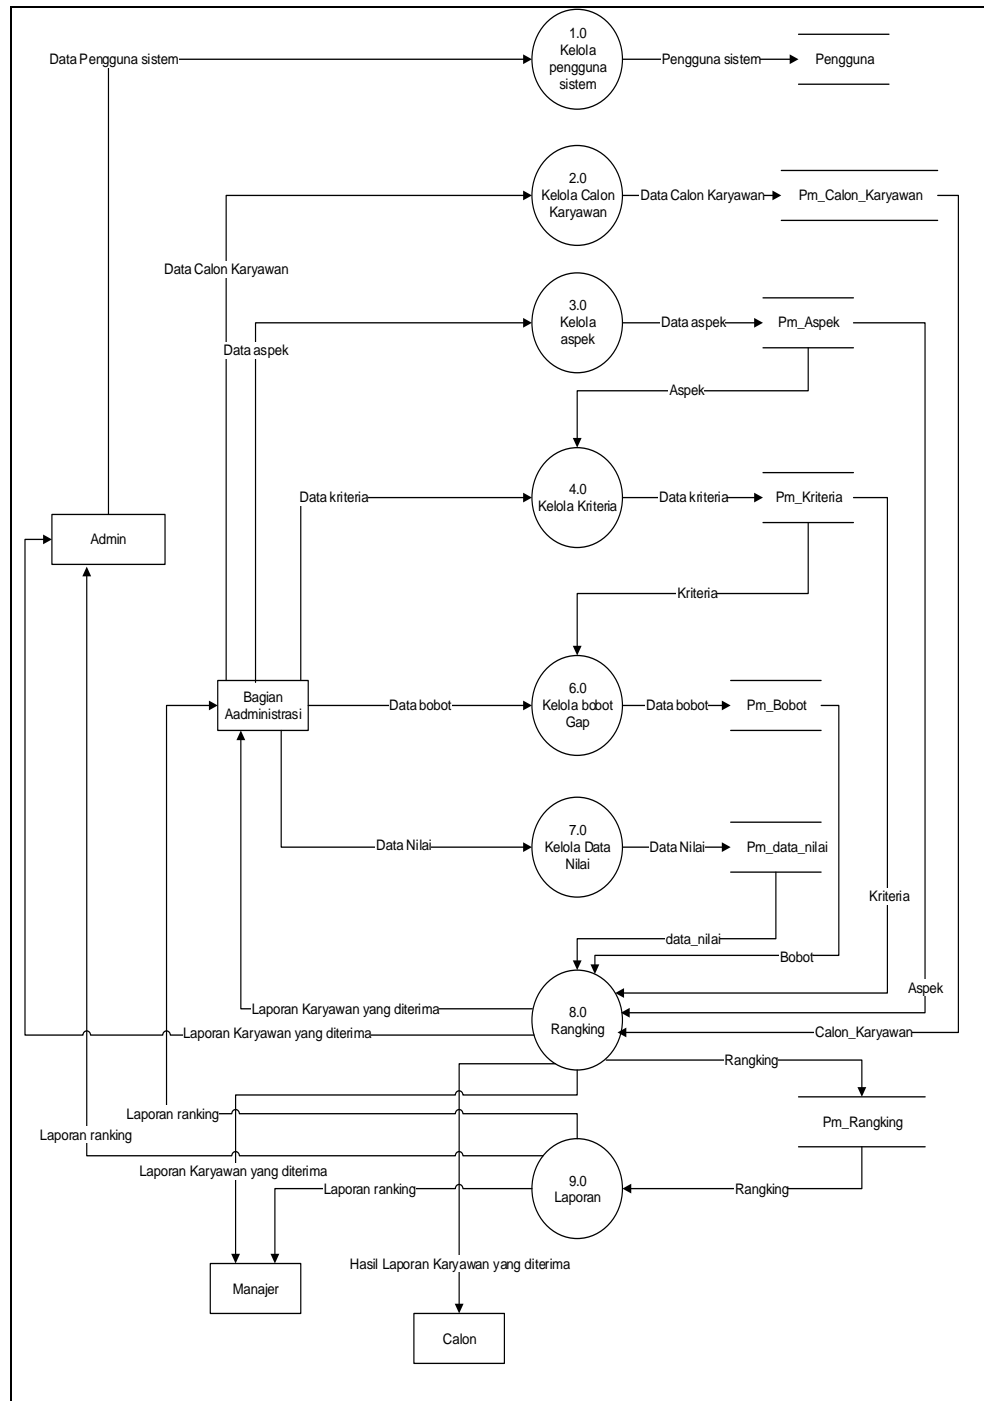 1.0
Kelola
pengguna
sistem
Data Pengguna sistem
Pengguna sistem
Pengguna
2.0
Kelola Calon
Karyawan
Data Calon Karyawan
Pm_Calon_Karyawan
Data Calon Karyawan
3.0
Kelola
aspek
Data aspek
Pm_Aspek
Data aspek
Aspek
4.0
Kelola Kriteria
Data kriteria
Data kriteria
Pm_Kriteria
Admin
Kriteria
Bagian
Aadministrasi
Data bobot
6.0
Kelola bobot
Gap
Data bobot
Pm_Bobot
Data Nilai
7.0
Kelola Data
Nilai
Data Nilai
Pm_data_nilai
Kriteria
data_nilai
Bobot
Aspek
Laporan Karyawan yang diterima
8.0
Rangking
Laporan Karyawan yang diterima
Calon_Karyawan
Rangking
Laporan ranking
Pm_Rangking
Laporan ranking
Laporan Karyawan yang diterima
Laporan ranking
9.0
Laporan
Rangking
Hasil Laporan Karyawan yang diterima
Manajer
Calon